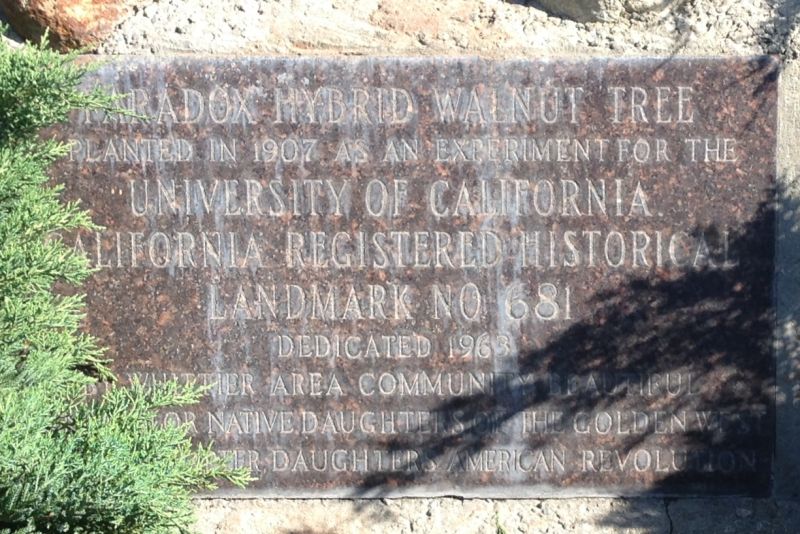 PARADOX HYBRID WALNUT TREE
PLANTED IN 1907 AS AN EXPERIMENT FOR THE
UNIVERSITY OF CALIFORNIA.
ALIFORNIA REGISTERED HISTORICAL
LANDMARK NO 681
DEDICATED 1963
WHITTIER AREA COMMUNITY BEAUTIFUL
NATIVE DAUGHTERS OF THE GOLDEN WEST
DAUGHTERS AMERICAN REVOLUTION